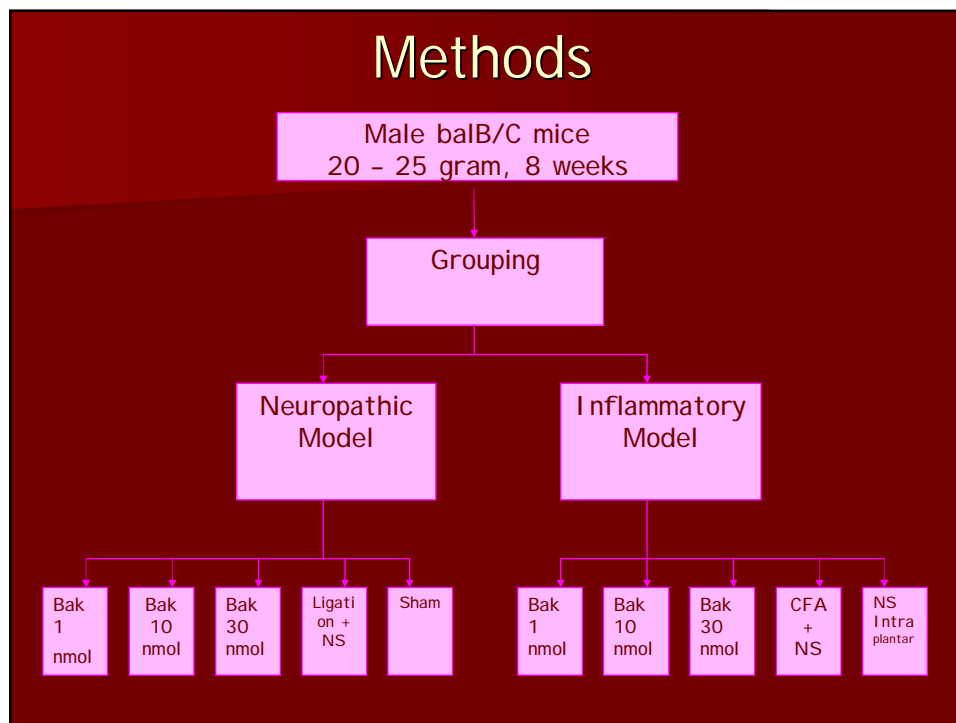 Methods
Male balB/C mice
20 – 25 gram, 8 weeks
Grouping
Neuropathic
Model
Inflammatory
Model
Bak
1
nmol
Bak
10
nmol
Bak
30
nmol
Ligati
on +
NS
Sham
Bak
1
nmol
Bak
10
nmol
Bak
30
nmol
CFA
+
NS
NS
Intra
plantar